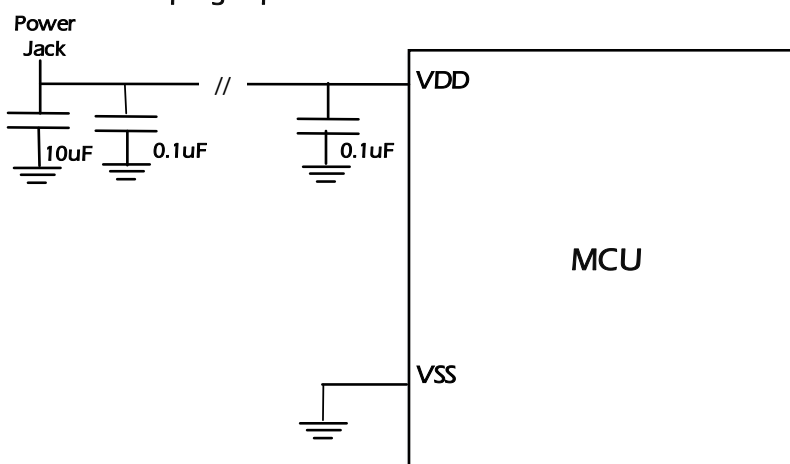 Power
Jack
//
VDD
10uF
0.1uF
0.1uF
MCU
VSS